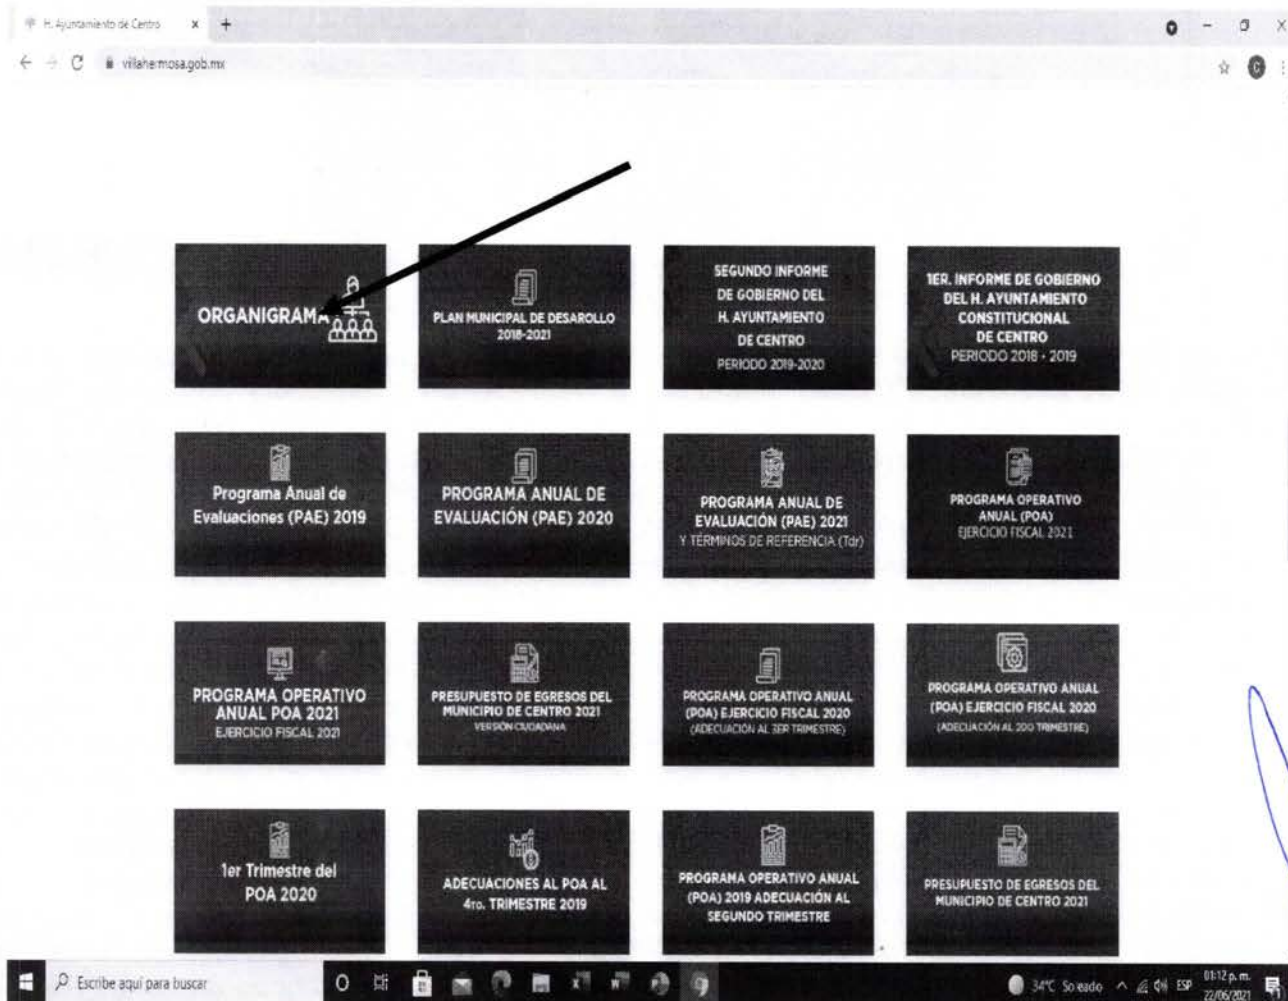 H. Ayuntamiento de Centro
villahermosa.gob.mx
ORGANIGRAMA
PLAN MUNICIPAL DE DESAROLLO
2018-2021
SEGUNDO INFORME
DE GOBIERNO DEL
H. AYUNTAMIENTO
DE CENTRO
PERIODO 2019-2020
1ER. INFORME DE GOBIERNO
DEL H. AYUNTAMIENTO
CONSTITUCIONAL
DE CENTRO
PERIODO 2018 - 2019
Programa Anual de
Evaluaciones (PAE) 2019
PROGRAMA ANUAL DE
EVALUACIÓN (PAE) 2020
PROGRAMA ANUAL DE
EVALUACIÓN (PAE) 2021
Y TÉRMINOS DE REFERENCIA (Tdr)
PROGRAMA OPERATIVO
ANUAL (POA)
EJERCICIO FISCAL 2021
PROGRAMA OPERATIVO
ANUAL POA 2021
EJERCICIO FISCAL 2021
PRESUPUESTO DE EGRESOS DEL
MUNICIPIO DE CENTRO 2021
VERSIÓN CIUDADANA
PROGRAMA OPERATIVO ANUAL
(POA) EJERCICIO FISCAL 2020
(ADECUACIÓN AL 3ER TRIMESTRE)
PROGRAMA OPERATIVO ANUAL
(POA) EJERCICIO FISCAL 2020
(ADECUACIÓN AL 2DO TRIMESTRE)
1er Trimestre del
POA 2020
ADECUACIONES AL POA AL
4TO. TRIMESTRE 2019
PROGRAMA OPERATIVO ANUAL
(POA) 2019 ADECUACIÓN AL
SEGUNDO TRIMESTRE
PRESUPUESTO DE EGRESOS DEL
MUNICIPIO DE CENTRO 2021
Escribe aquí para buscar
34°C Soleado
ESP
01:12 p. m.
22/06/2021